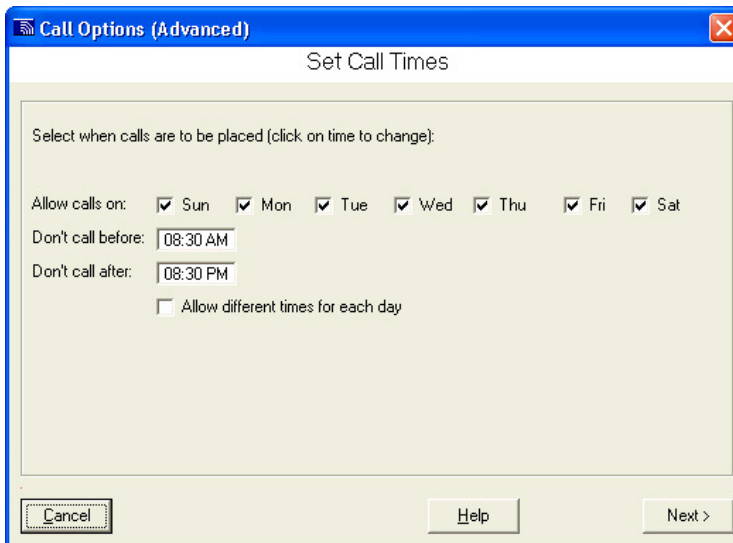 Call Options (Advanced)
Set Call Times
Select when calls are to be placed (click on time to change):
Allow calls on: Sun Mon Tue Wed Thu Fri Sat
Don't call before: 08:30 AM
Don't call after: 08:30 PM
Allow different times for each day
Cancel Help Next >